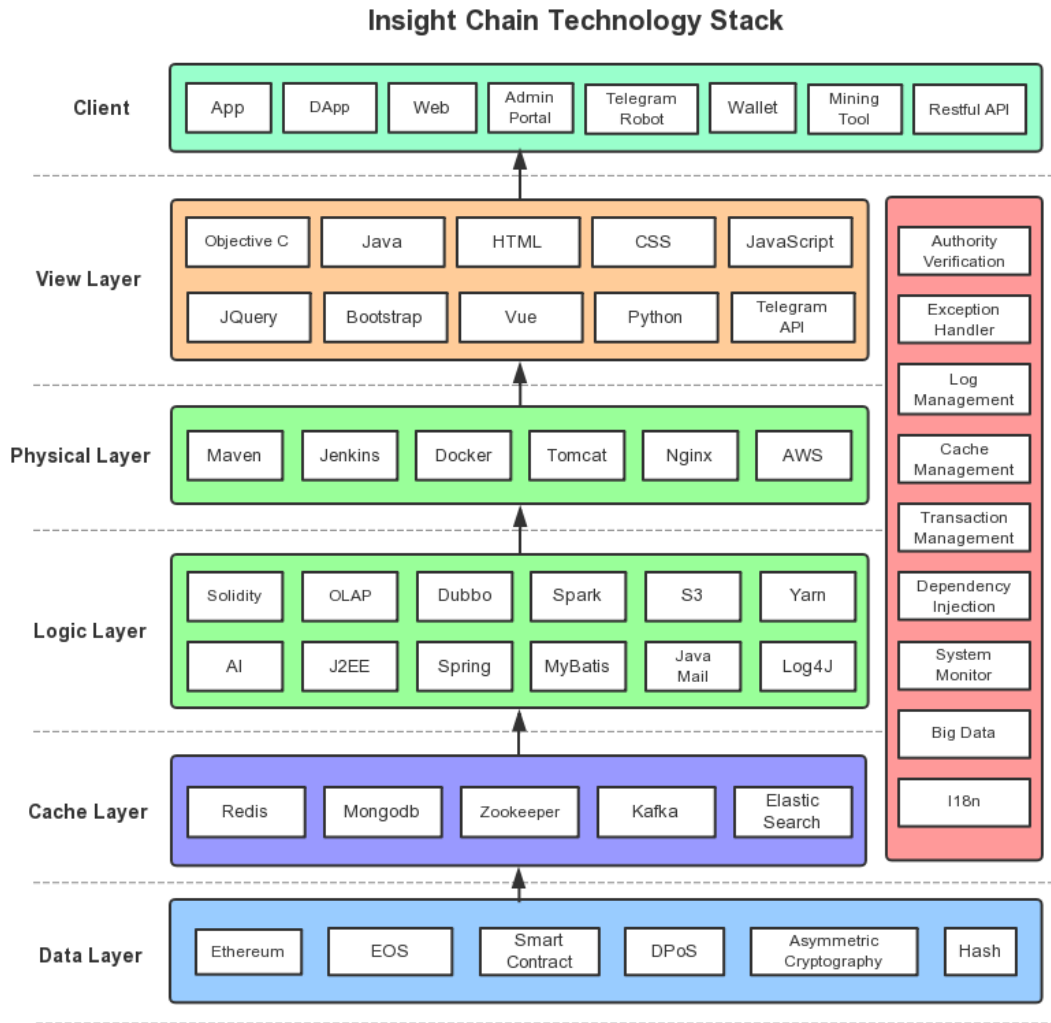 Insight Chain Technology Stack
Client
App
DApp
Web
Admin
Portal
Telegram
Robot
Wallet
Mining
Tool
Restful API
View Layer
Objective C
Java
HTML
CSS
JavaScript
JQuery
Bootstrap
Vue
Python
Telegram
API
Physical Layer
Maven
Jenkins
Docker
Tomcat
Nginx
AWS
Logic Layer
Solidity
OLAP
Dubbo
Spark
S3
Yarn
AI
J2EE
Spring
MyBatis
Java
Mail
Log4J
Cache Layer
Redis
Mongodb
Zookeeper
Kafka
Elastic
Search
Authority
Verification
Exception
Handler
Log
Management
Cache
Management
Transaction
Management
Dependency
Injection
System
Monitor
Big Data
I18n
Data Layer
Ethereum
EOS
Smart
Contract
DPoS
Asymmetric
Cryptography
Hash